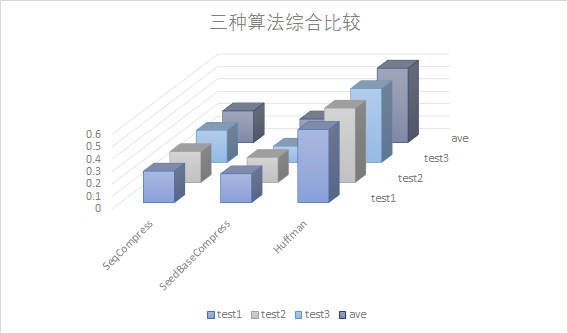 三种算法综合比较
0.6
0.5
0.4
0.3
0.2
0.1
0
ave
test3
test2
test1
SeqCompress
SeedBaseCompress
Huffman
test1 test2 test3 ave